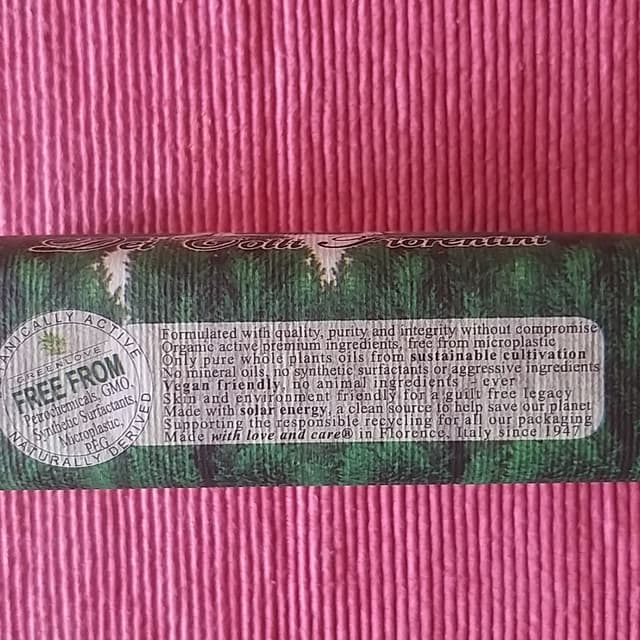 Dei Colli Fiorentini
BOTANICALLY ACTIVE
GREENLOVE
FREE FROM
Petrochemicals, GMO,
Synthetic Surfactants,
Microplastic,
PEG
NATURALLY DERIVED
Formulated with quality, purity and integrity without compromise
Organic active premium ingredients, free from microplastic
Only pure whole plants oils from sustainable cultivation
No mineral oils, no synthetic surfactants or aggressive ingredients
Vegan friendly, no animal ingredients - ever
Skin and environment friendly for a guilt free legacy
Made with solar energy, a clean source to help save our planet
Supporting the responsible recycling for all our packaging
Made with love and care® in Florence, Italy since 1947